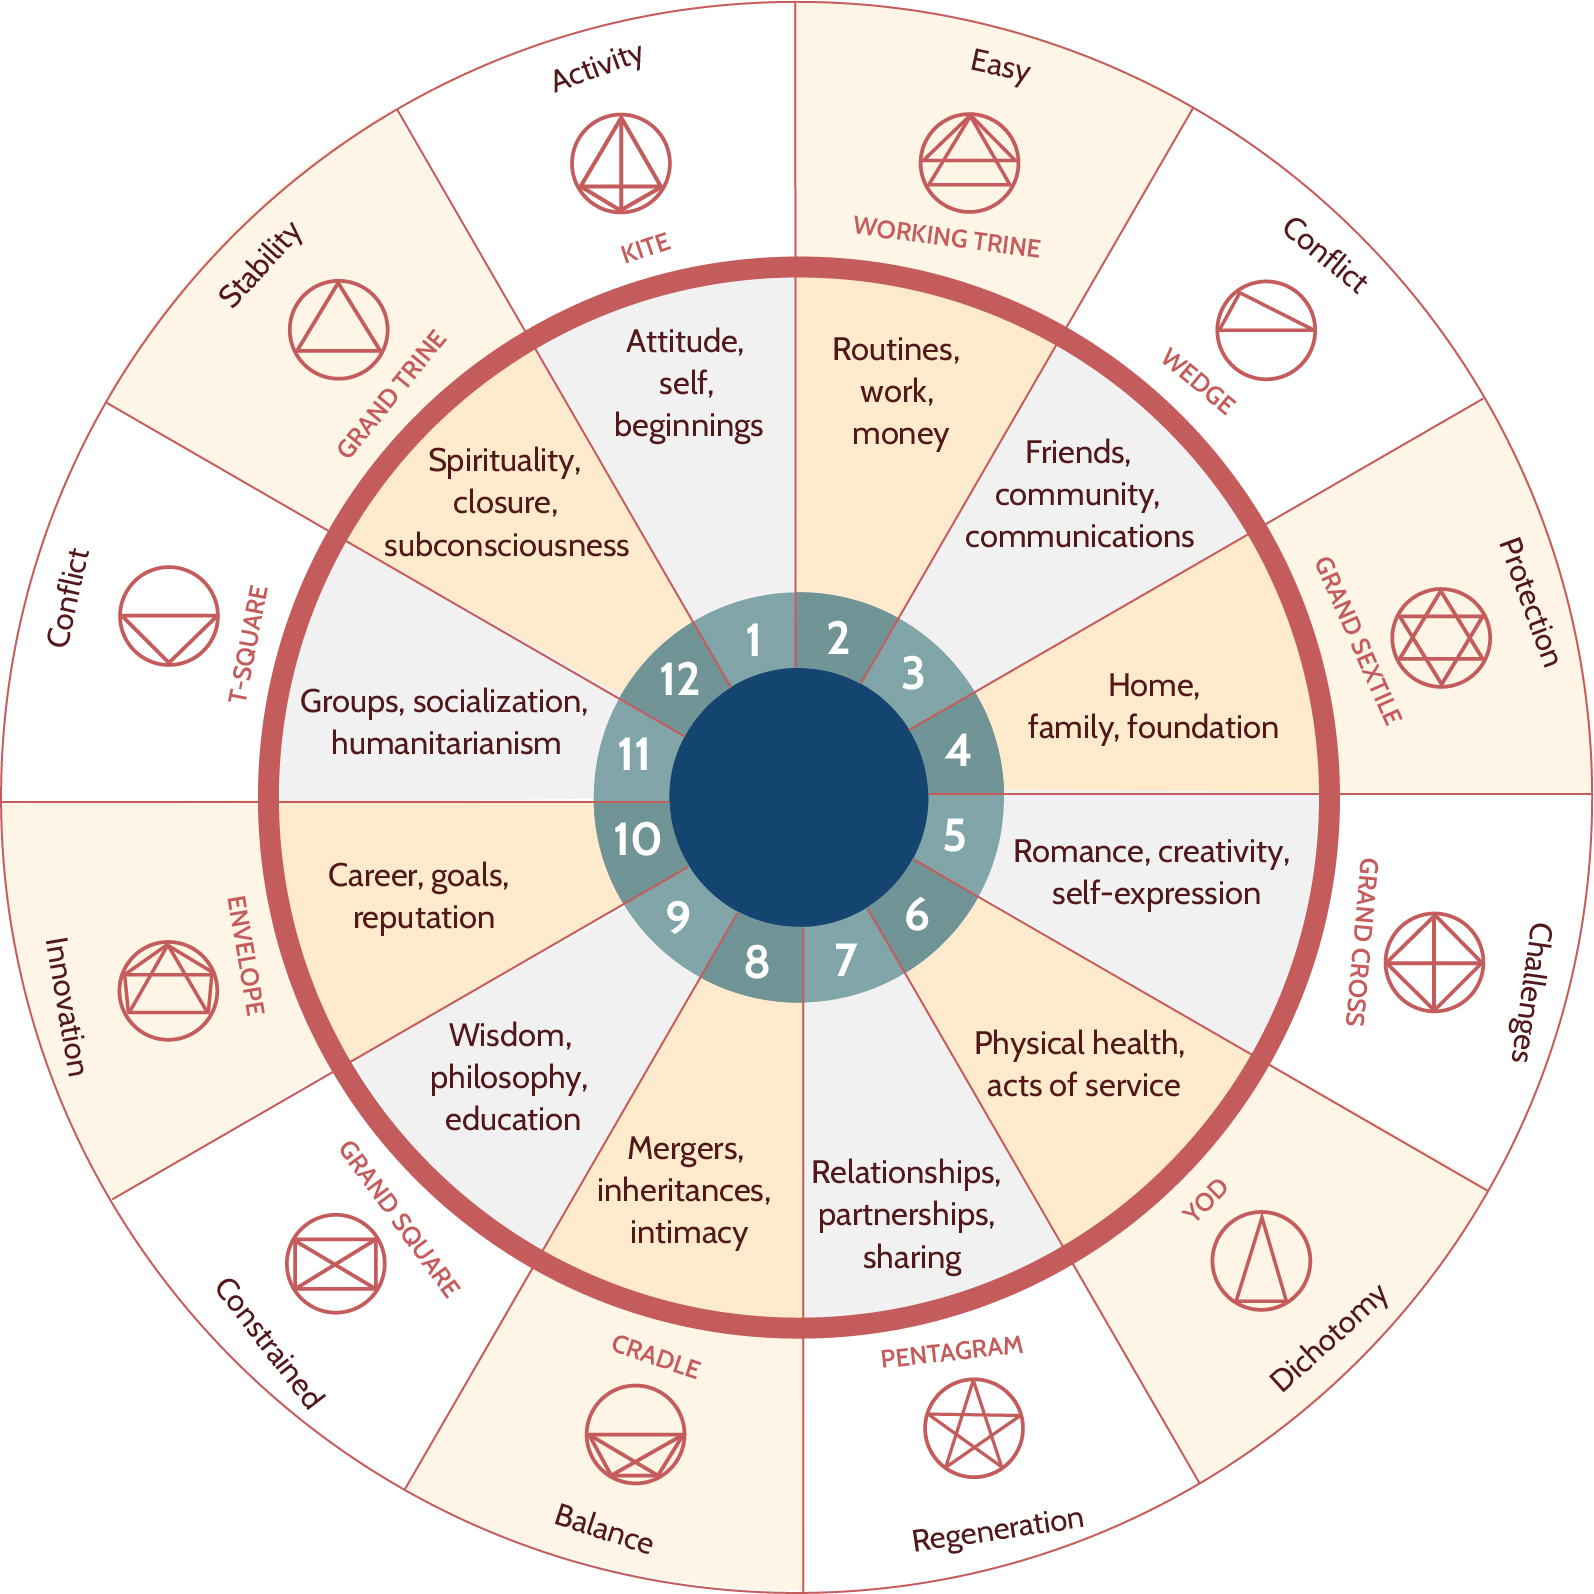 Activity
KITE
Attitude,
self,
beginnings
1
Easy
WORKING TRINE
Routines,
work,
money
2
Conflict
WEDGE
Friends,
community,
communications
3
Protection
GRAND SEXTILE
Home,
family, foundation
4
Challenges
GRAND CROSS
Romance, creativity,
self-expression
5
Dichotomy
YOD
Physical health,
acts of service
6
Regeneration
PENTAGRAM
Relationships,
partnerships,
sharing
7
Balance
CRADLE
Mergers,
inheritances,
intimacy
8
Constrained
GRAND SQUARE
Wisdom,
philosophy,
education
9
Innovation
ENVELOPE
Career, goals,
reputation
10
Conflict
T-SQUARE
Groups, socialization,
humanitarianism
11
Stability
GRAND TRINE
Spirituality,
closure,
subconsciousness
12